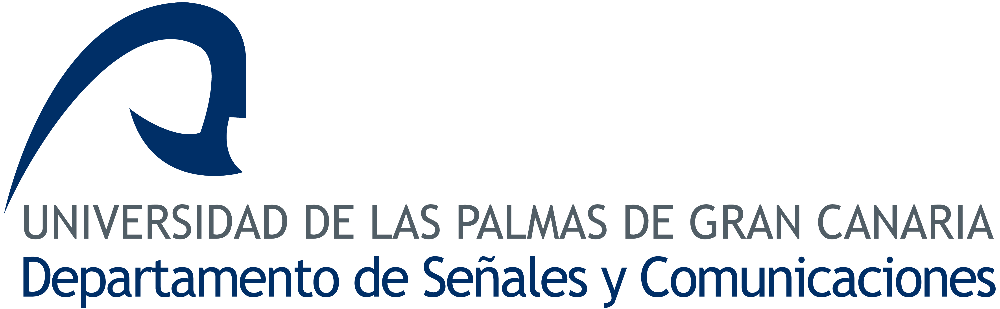 UNIVERSIDAD DE LAS PALMAS DE GRAN CANARIA
Departamento de Señales y Comunicaciones